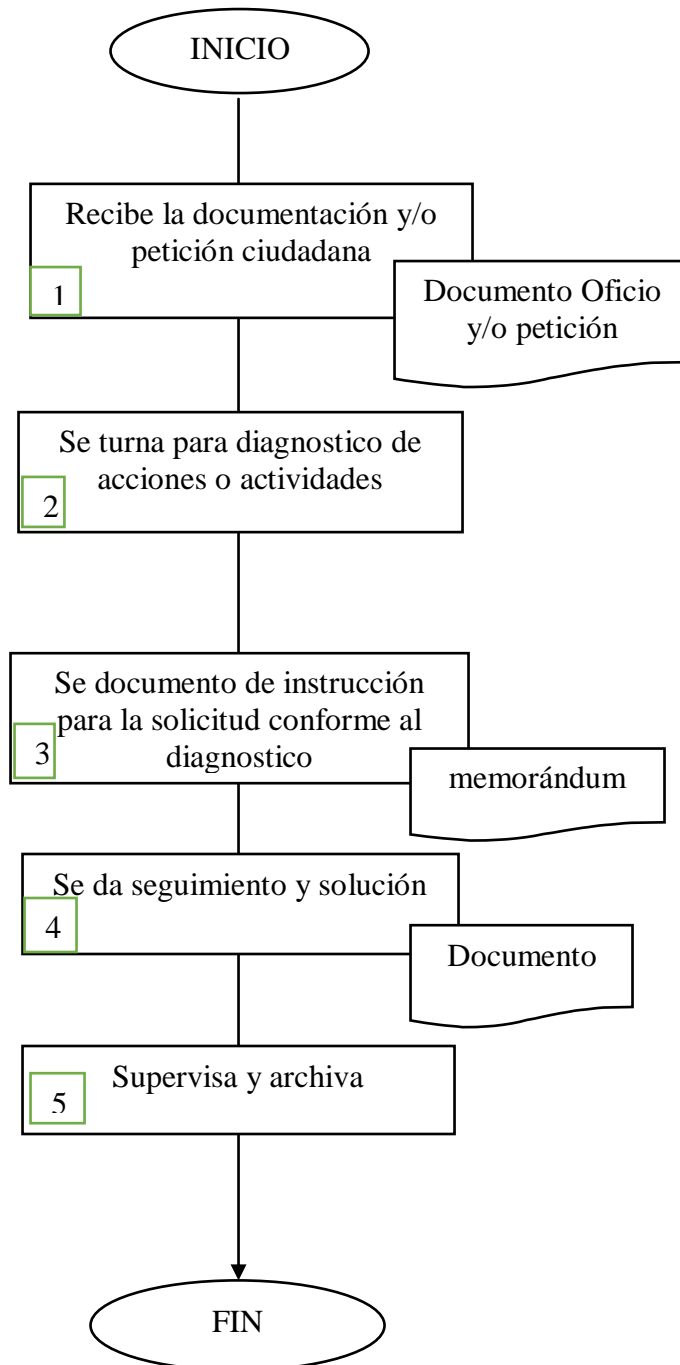 INICIO
Recibe la documentación y/o
petición ciudadana
1
Documento Oficio
y/o petición
Se turna para diagnostico de
acciones o actividades
2
Se documento de instrucción
para la solicitud conforme al
diagnostico
3
memorándum
Se da seguimiento y solución
4
Documento
Supervisa y archiva
5
FIN